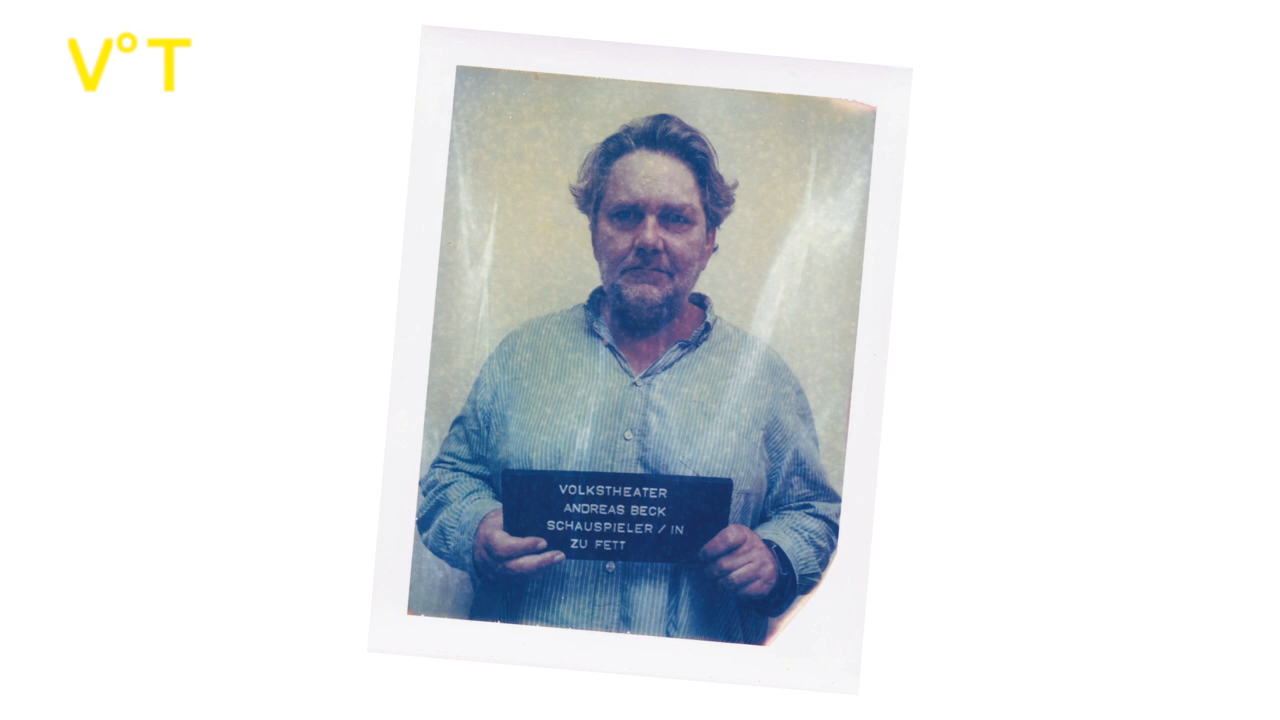 V°T
VOLKSTHEATER
ANDREAS BECK
SCHAUSPIELER / IN
ZU FETT